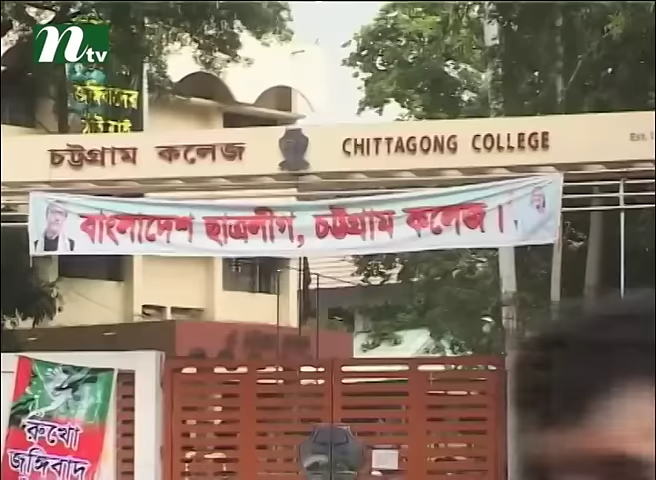 ntv
জঙ্গিবাদের
চট্টগ্রাম কলেজ
CHITTAGONG COLLEGE
বাংলাদেশ ছাত্রলীগ, চট্টগ্রাম কলেজ।
রুখো
জঙ্গিবাদ